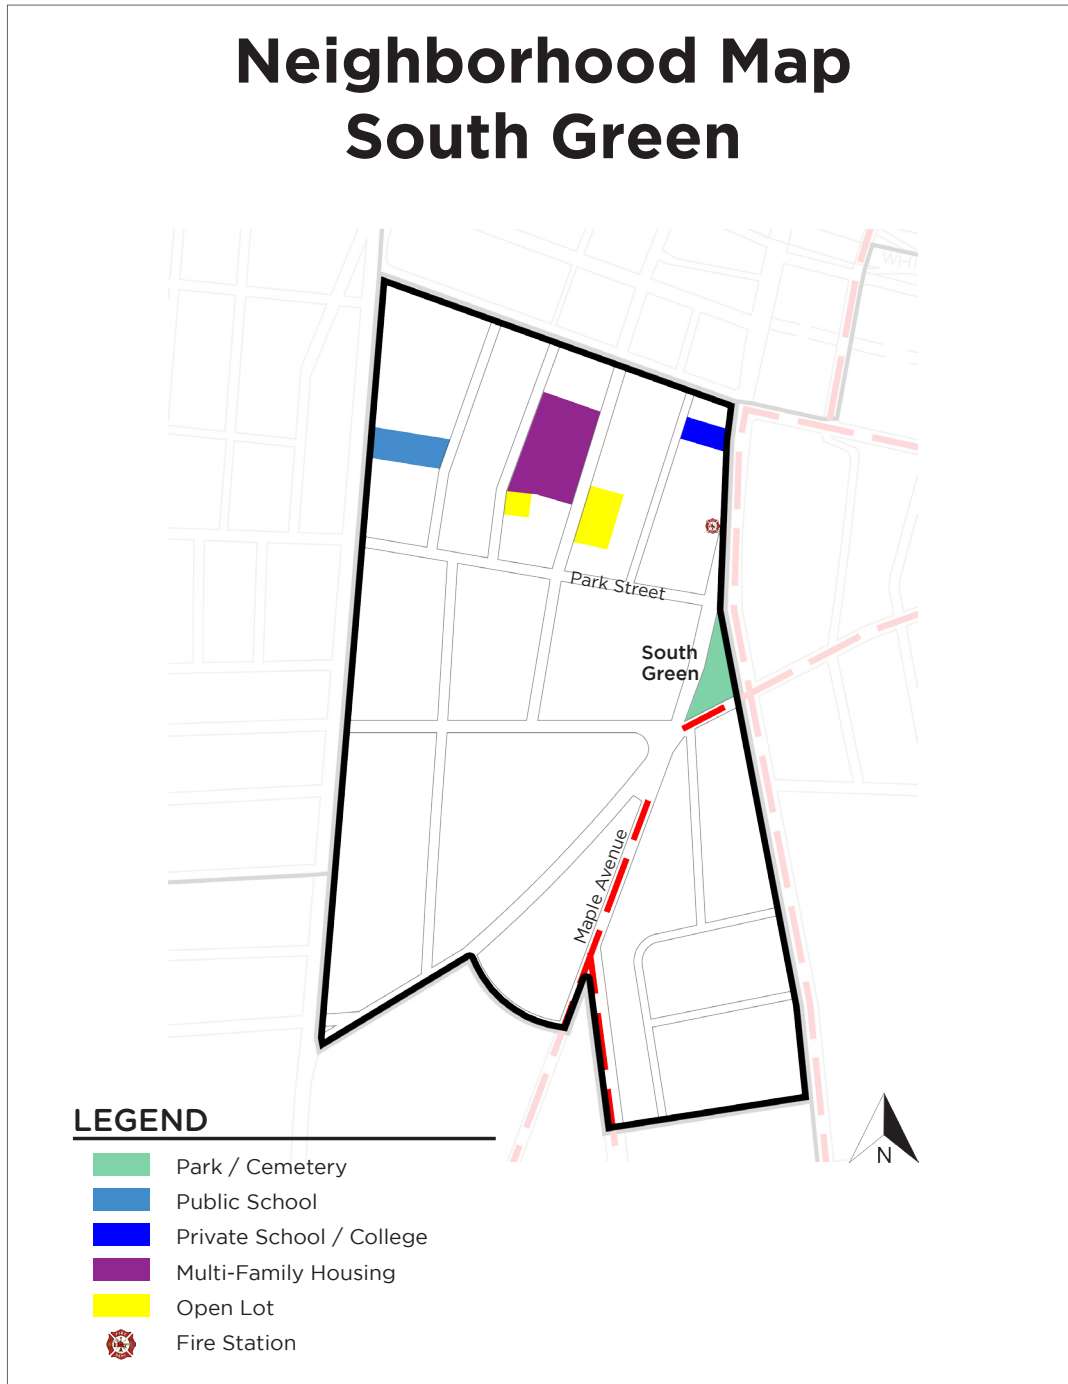 Neighborhood Map
South Green
WHI
Park Street
South
Green
Maple Avenue
LEGEND
N
Park / Cemetery
Public School
Private School / College
Multi-Family Housing
Open Lot
Fire Station